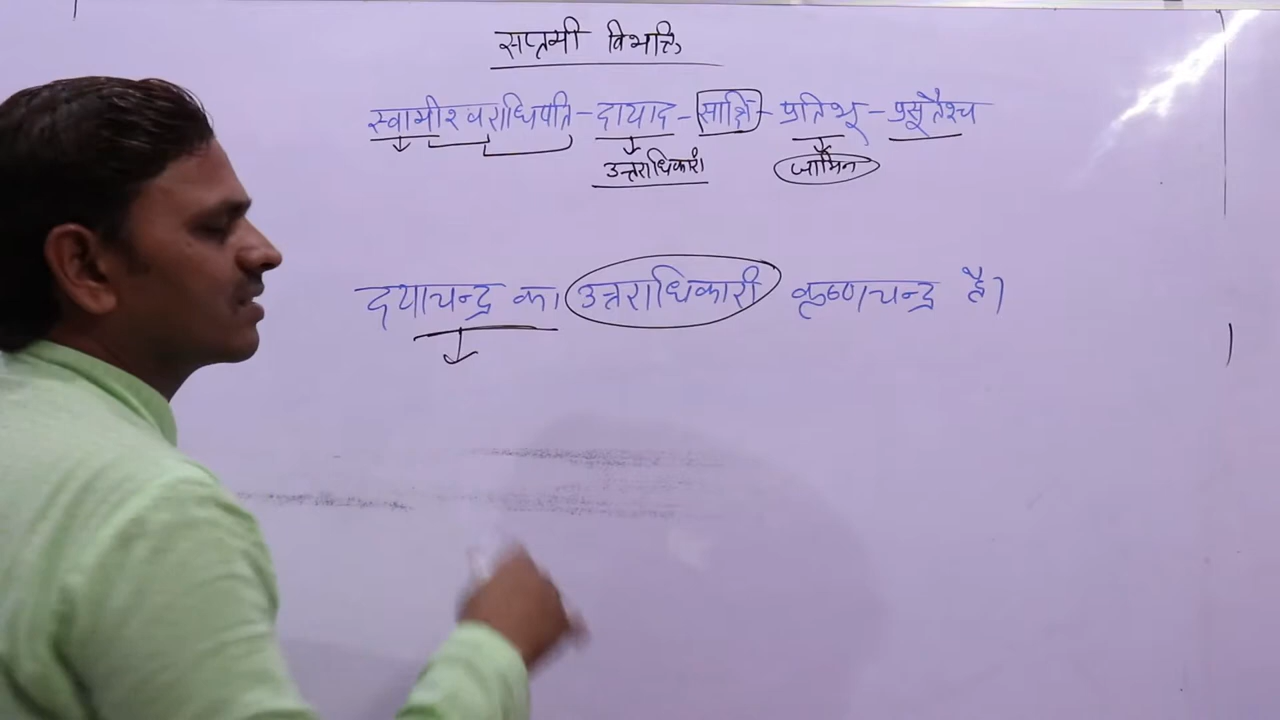 सप्तमी विभक्ति
स्वामीश्वराधिपति-दायाद-साक्षि-प्रतिभू-प्रसूतैश्च
उत्तराधिकारी जामिन
दयाचन्द्र का उत्तराधिकारी कृष्णचन्द्र है।